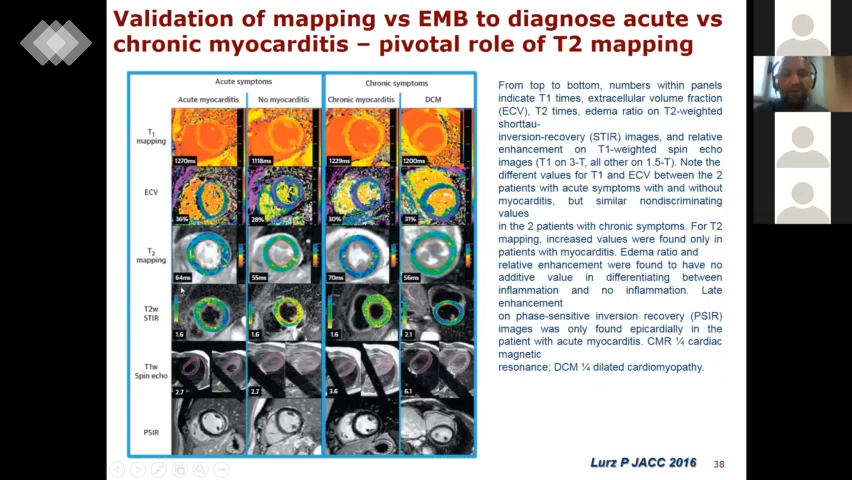 Validation of mapping vs EMB to diagnose acute vs
chronic myocarditis – pivotal role of T2 mapping
Acute symptoms
Chronic symptoms
Acute myocarditis
No myocarditis
Chronic myocarditis
DCM
T1
mapping
1270ms
1118ms
1229ms
1200ms
ECV
36%
28%
30%
31%
T2
mapping
64ms
55ms
70ms
56ms
T2w
STIR
1.6
1.6
1.6
2.1
T1w
Spin echo
2.7
2.7
3.6
6.1
PSIR
From top to bottom, numbers within panels
indicate T1 times, extracellular volume fraction
(ECV), T2 times, edema ratio on T2-weighted
shorttau-
inversion-recovery (STIR) images, and relative
enhancement on T1-weighted spin echo
images (T1 on 3-T, all other on 1.5-T). Note the
different values for T1 and ECV between the 2
patients with acute symptoms with and without
myocarditis, but similar nondiscriminating
values
in the 2 patients with chronic symptoms. For T2
mapping, increased values were found only in
patients with myocarditis. Edema ratio and
relative enhancement were found to have no
additive value in differentiating between
inflammation and no inflammation. Late
enhancement
on phase-sensitive inversion recovery (PSIR)
images was only found epicardially in the
patient with acute myocarditis. CMR ¼ cardiac
magnetic
resonance; DCM ¼ dilated cardiomyopathy.
Lurz P JACC 2016
38